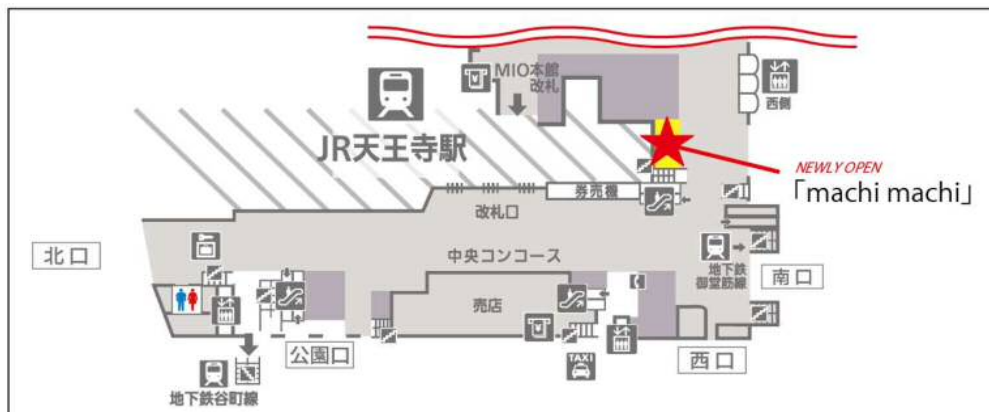 MIO本館
改札
西側
JR天王寺駅
NEWLY OPEN
「machi machi」
券売機
改札口
北口
中央コンコース
地下鉄
御堂筋線
南口
売店
公園口
TAXI
西口
地下鉄谷町線